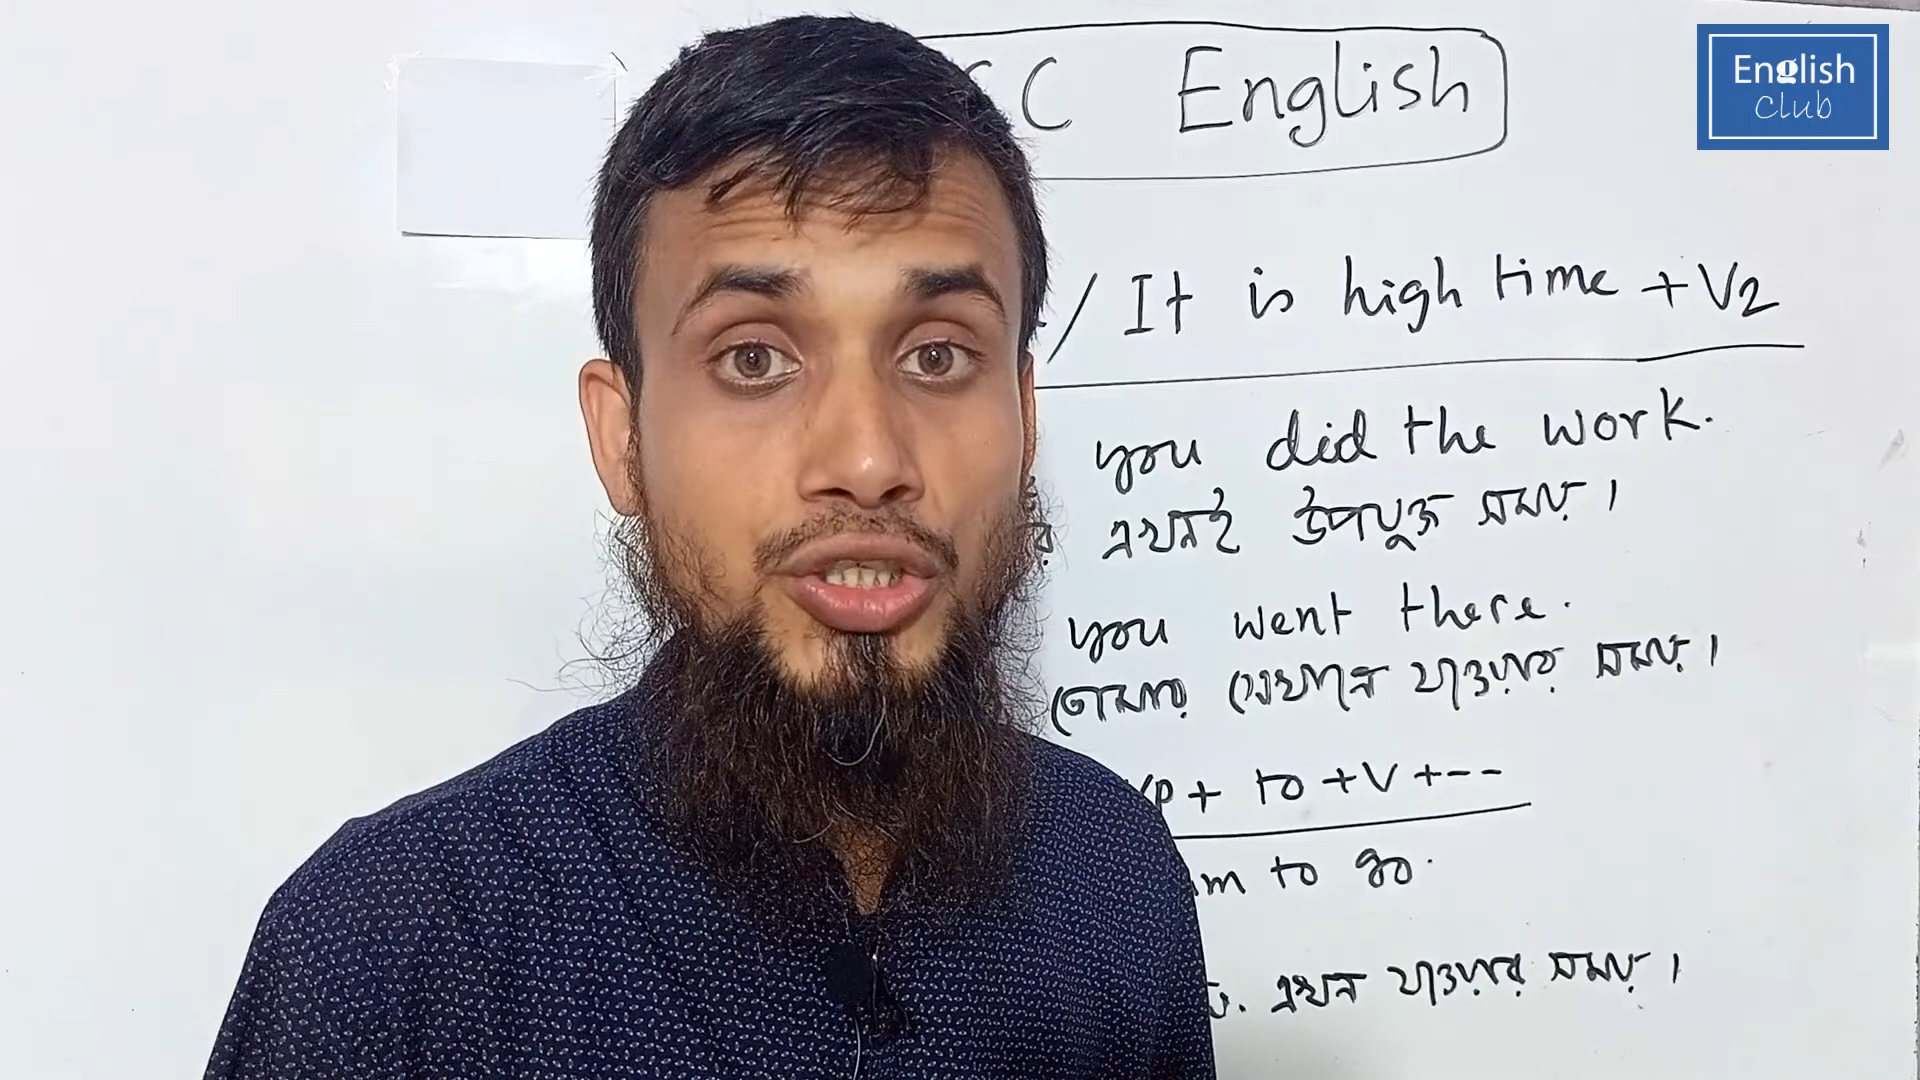 English
Club
C English
/ It is high time + V2
you did the work.
র এখনই উপযুক্ত সময়।
you went there.
তোমার সেখানে যাওয়ার সময়।
+ to + V + --
to go.
এখন যাওয়ার সময়।